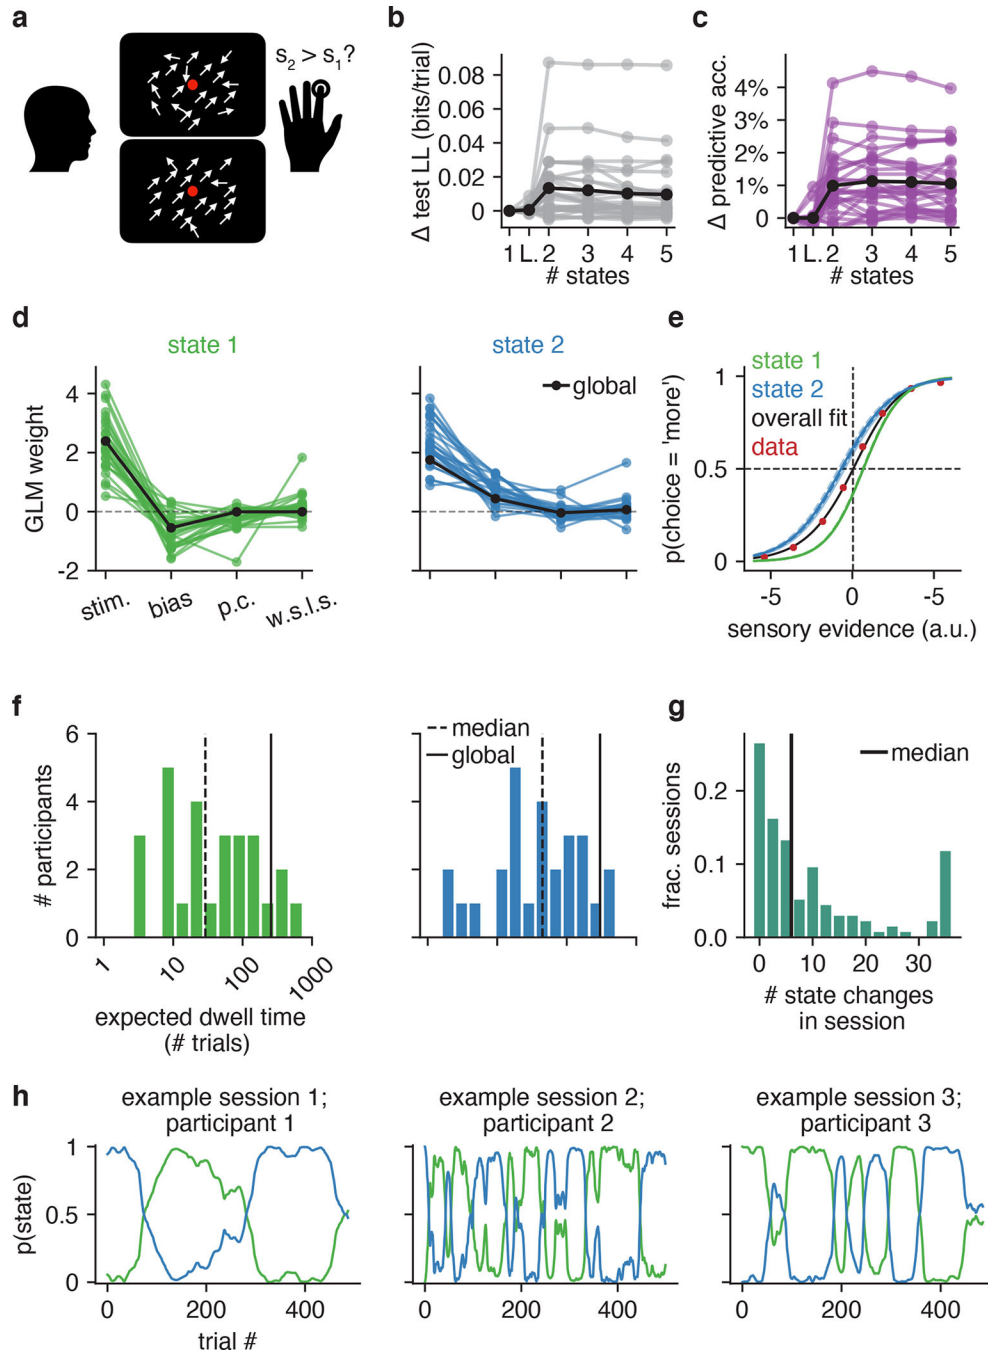 a
s2 > s1?
b
Δ test LL (bits/trial)
0.08
0.06
0.04
0.02
0
1 L. 2 3 4 5
# states
c
Δ predictive acc.
4%
3%
2%
1%
0
1 L. 2 3 4 5
# states
d
state 1
state 2
GLM weight
4
2
0
-2
stim. bias p.c. w.s.l.s.
global
e
state 1
state 2
overall fit
data
p(choice = 'more')
1
0.5
0
-5 0 -5
sensory evidence (a.u.)
f
# participants
6
4
2
0
1 10 100 1000
expected dwell time
(# trials)
median
global
g
median
frac. sessions
0.2
0.1
0.0
0 10 20 30
# state changes
in session
h
example session 1;
participant 1
example session 2;
participant 2
example session 3;
participant 3
p(state)
1
0.5
0
0 200 400
trial #
0 200 400
0 200 400